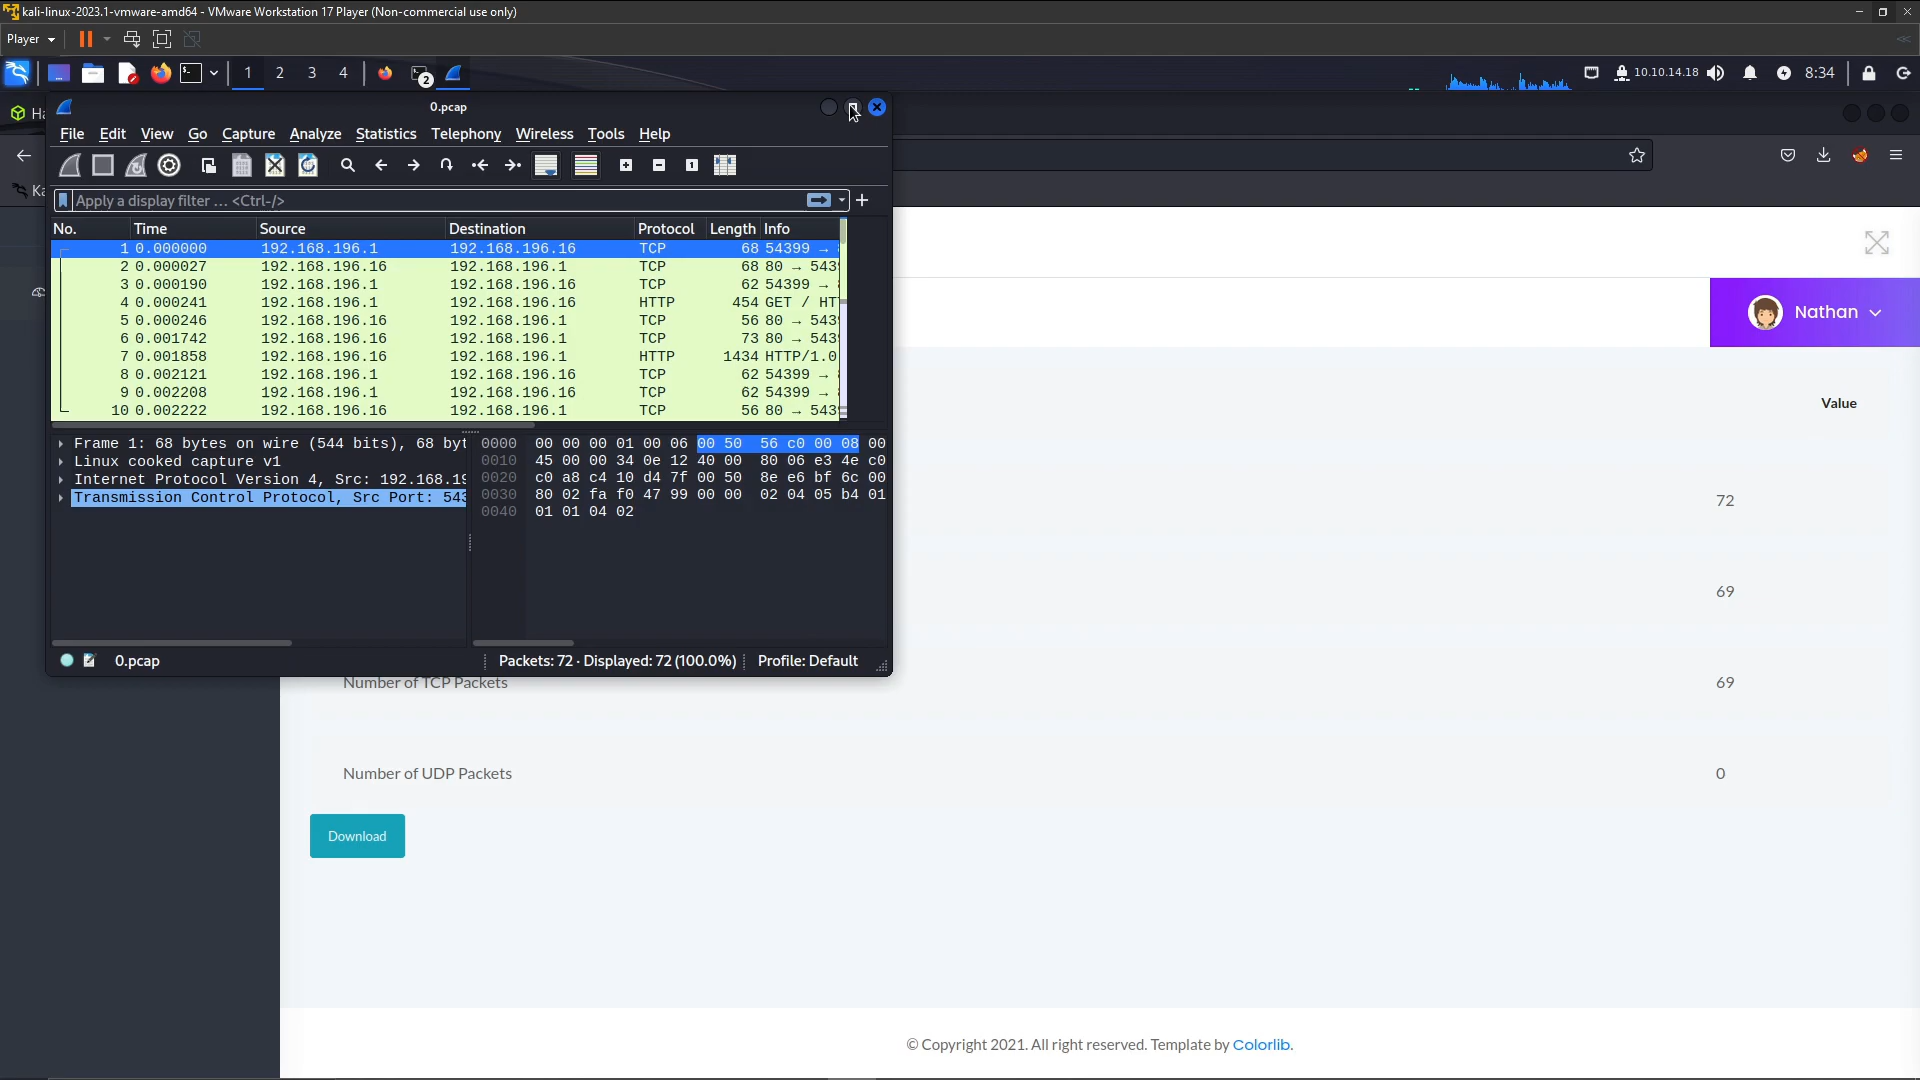 kali-linux-2023.1-vmware-amd64 - VMware Workstation 17 Player (Non-commercial use only)
Player
1 2 3 4 2 10.10.14.18 8:34
0.pcap
File Edit View Go Capture Analyze Statistics Telephony Wireless Tools Help
Apply a display filter … <Ctrl-/>
No. Time Source Destination Protocol Length Info
1 0.000000 192.168.196.1 192.168.196.16 TCP 68 54399 →
2 0.000027 192.168.196.16 192.168.196.1 TCP 68 80 → 543
3 0.000190 192.168.196.1 192.168.196.16 TCP 62 54399 →
4 0.000241 192.168.196.1 192.168.196.16 HTTP 454 GET / HT
5 0.000246 192.168.196.16 192.168.196.1 TCP 56 80 → 543
6 0.001742 192.168.196.16 192.168.196.1 TCP 73 80 → 543
7 0.001858 192.168.196.16 192.168.196.1 HTTP 1434 HTTP/1.0
8 0.002121 192.168.196.1 192.168.196.16 TCP 62 54399 →
9 0.002208 192.168.196.1 192.168.196.16 TCP 62 54399 →
10 0.002222 192.168.196.16 192.168.196.1 TCP 56 80 → 543
Frame 1: 68 bytes on wire (544 bits), 68 byt
Linux cooked capture v1
Internet Protocol Version 4, Src: 192.168.19
Transmission Control Protocol, Src Port: 543
0000 00 00 00 01 00 06 00 50 56 c0 00 08 00
0010 45 00 00 34 0e 12 40 00 80 06 e3 4e c0
0020 c0 a8 c4 10 d4 7f 00 50 8e e6 bf 6c 00
0030 80 02 fa f0 47 99 00 00 02 04 05 b4 01
0040 01 01 04 02
0.pcap Packets: 72 · Displayed: 72 (100.0%) Profile: Default
Nathan
Value
72
69
Number of TCP Packets 69
Number of UDP Packets 0
Download
© Copyright 2021. All right reserved. Template by Colorlib.